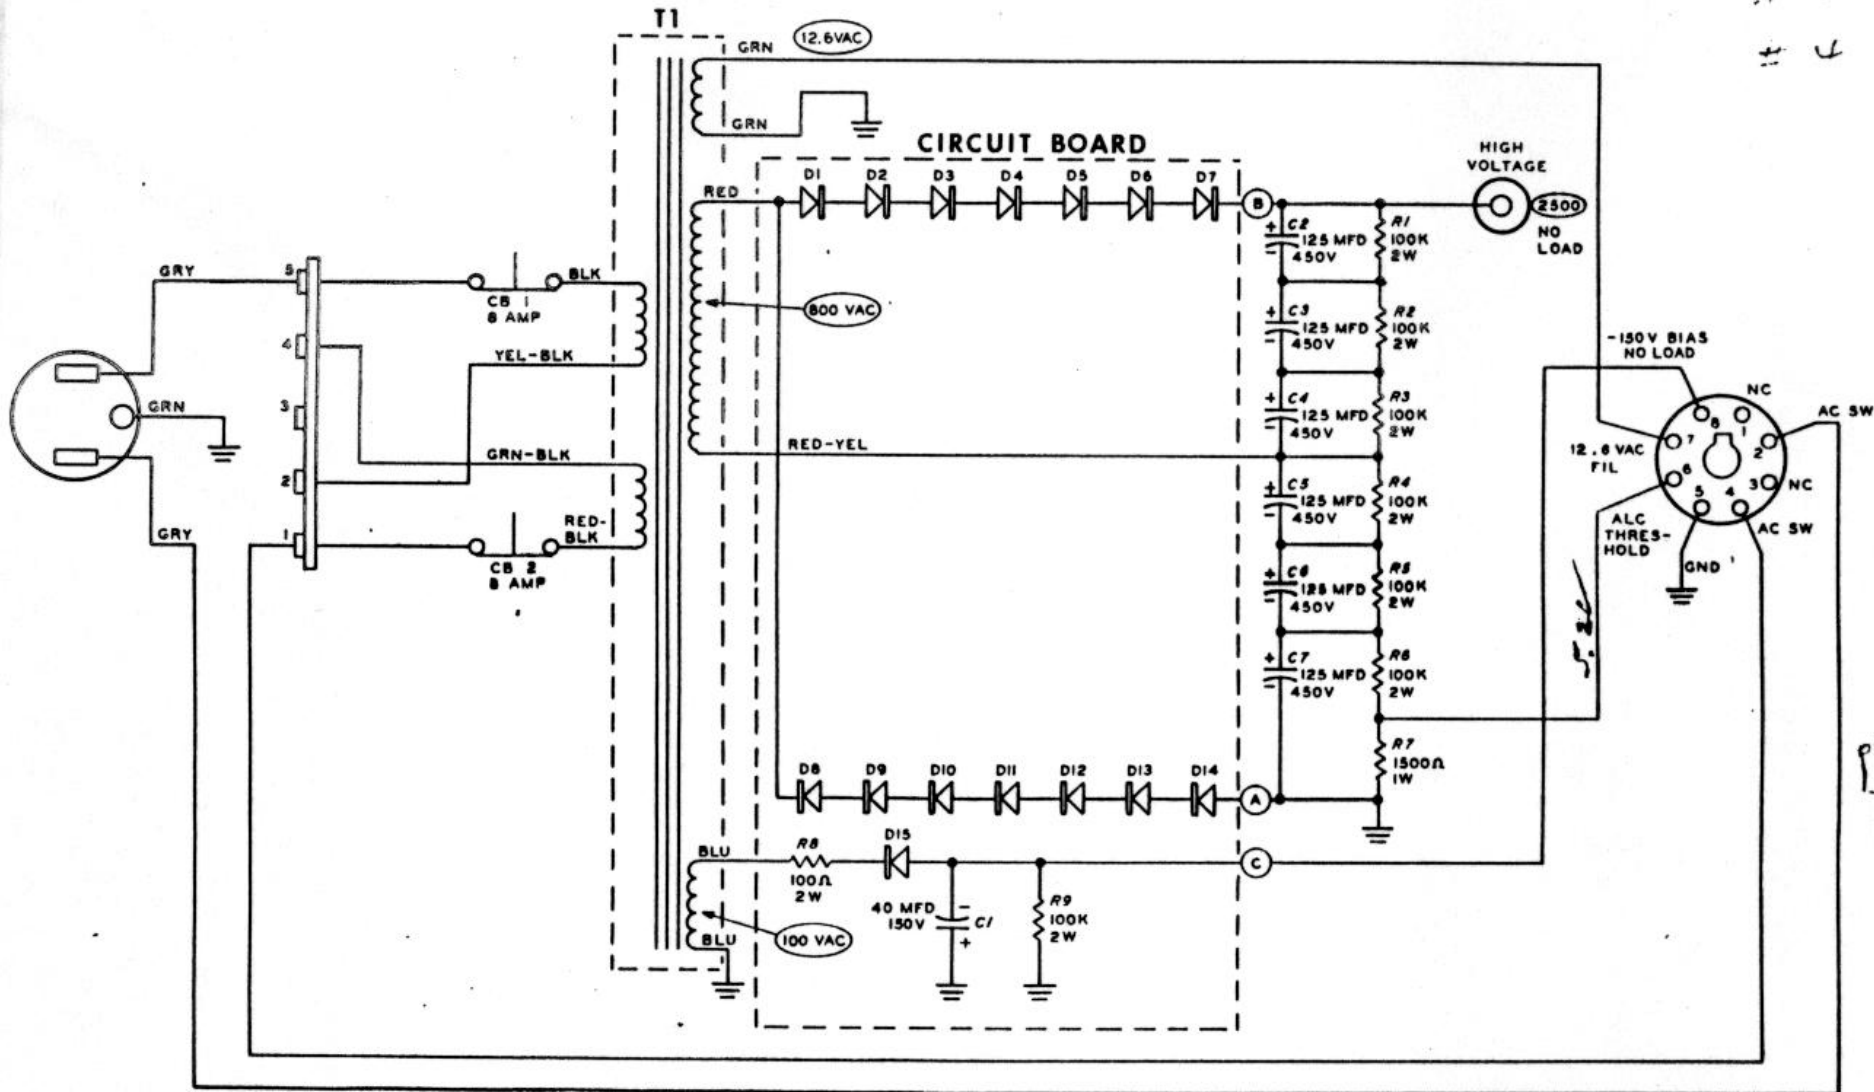 T1
12.6VAC
GRN
GRN
CIRCUIT BOARD
D1 D2 D3 D4 D5 D6 D7
RED
B
HIGH
VOLTAGE
2500
NO
LOAD
C2
125 MFD
450V
R1
100K
2W
GRY
5
CB 1
8 AMP
BLK
800 VAC
C3
125 MFD
450V
R2
100K
2W
4
YEL-BLK
-150V BIAS
NO LOAD
C4
125 MFD
450V
R3
100K
2W
GRN
3
RED-YEL
GRN-BLK
2
NC
AC SW
8
1
7
2
12.6 VAC
FIL
6
3
NC
5
4
AC SW
ALC
THRES-
HOLD
GND
C5
125 MFD
450V
R4
100K
2W
GRY
1
RED-
BLK
CB 2
8 AMP
C6
125 MFD
450V
R5
100K
2W
C7
125 MFD
450V
R6
100K
2W
R7
1500Ω
1W
D8 D9 D10 D11 D12 D13 D14
A
BLU
R8
100Ω
2W
D15
C
40 MFD
150V
-
+
C1
R9
100K
2W
BLU
100 VAC